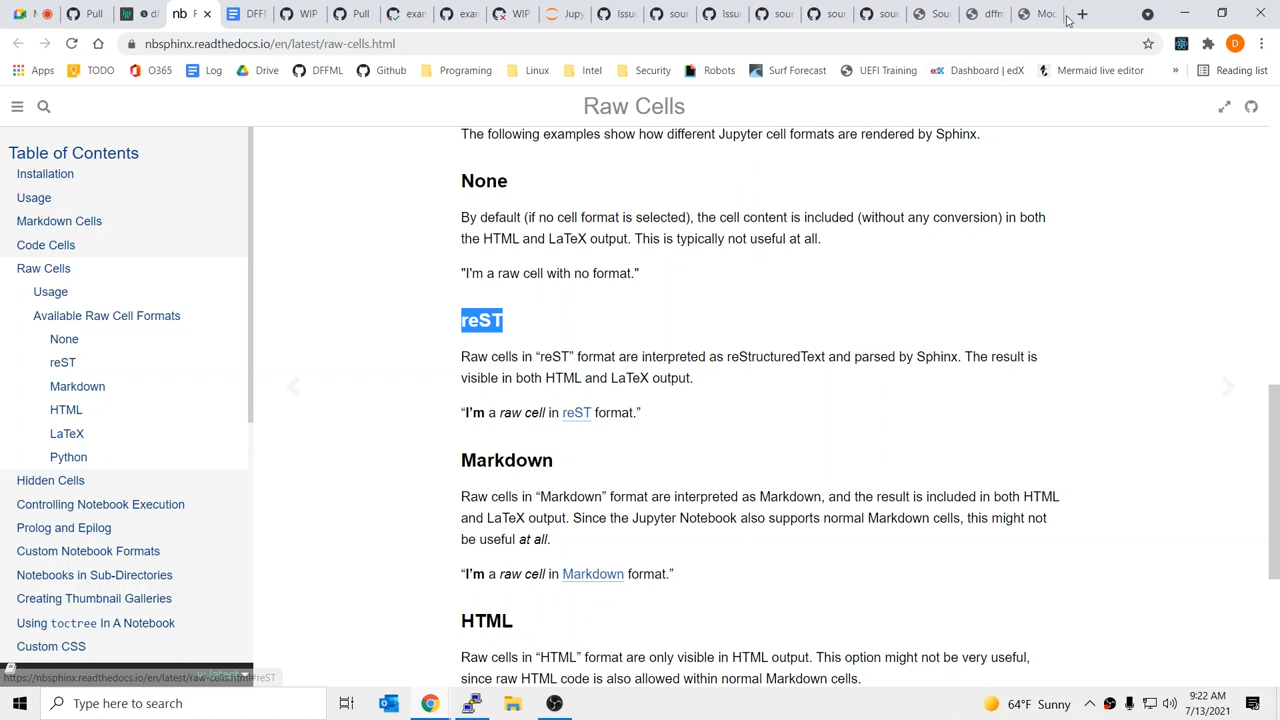 nb F
DFF
WIP
Pull
exar
exar
WIP
Jupy
Issu
sour
Issu
sour
sour
sour
Sour
dffm
Moc
nbsphinx.readthedocs.io/en/latest/raw-cells.html
D
Apps
TODO
O365
Log
Drive
DFFML
Github
Programing
Linux
Intel
Security
Robots
Surf Forecast
UEFI Training
Dashboard | edX
Mermaid live editor
»
Reading list
Raw Cells
Table of Contents
Installation
Usage
Markdown Cells
Code Cells
Raw Cells
Usage
Available Raw Cell Formats
None
reST
Markdown
HTML
LaTeX
Python
Hidden Cells
Controlling Notebook Execution
Prolog and Epilog
Custom Notebook Formats
Notebooks in Sub-Directories
Creating Thumbnail Galleries
Using toctree In A Notebook
Custom CSS
https://nbsphinx.readthedocs.io/en/latest/raw-cells.html#reST
The following examples show how different Jupyter cell formats are rendered by Sphinx.
None
By default (if no cell format is selected), the cell content is included (without any conversion) in both
the HTML and LaTeX output. This is typically not useful at all.
"I'm a raw cell with no format."
reST
Raw cells in “reST” format are interpreted as reStructuredText and parsed by Sphinx. The result is
visible in both HTML and LaTeX output.
“I’m a raw cell in reST format.”
Markdown
Raw cells in “Markdown” format are interpreted as Markdown, and the result is included in both HTML
and LaTeX output. Since the Jupyter Notebook also supports normal Markdown cells, this might not
be useful at all.
“I’m a raw cell in Markdown format.”
HTML
Raw cells in “HTML” format are only visible in HTML output. This option might not be very useful,
since raw HTML code is also allowed within normal Markdown cells.
Type here to search
64°F Sunny
9:22 AM
7/13/2021